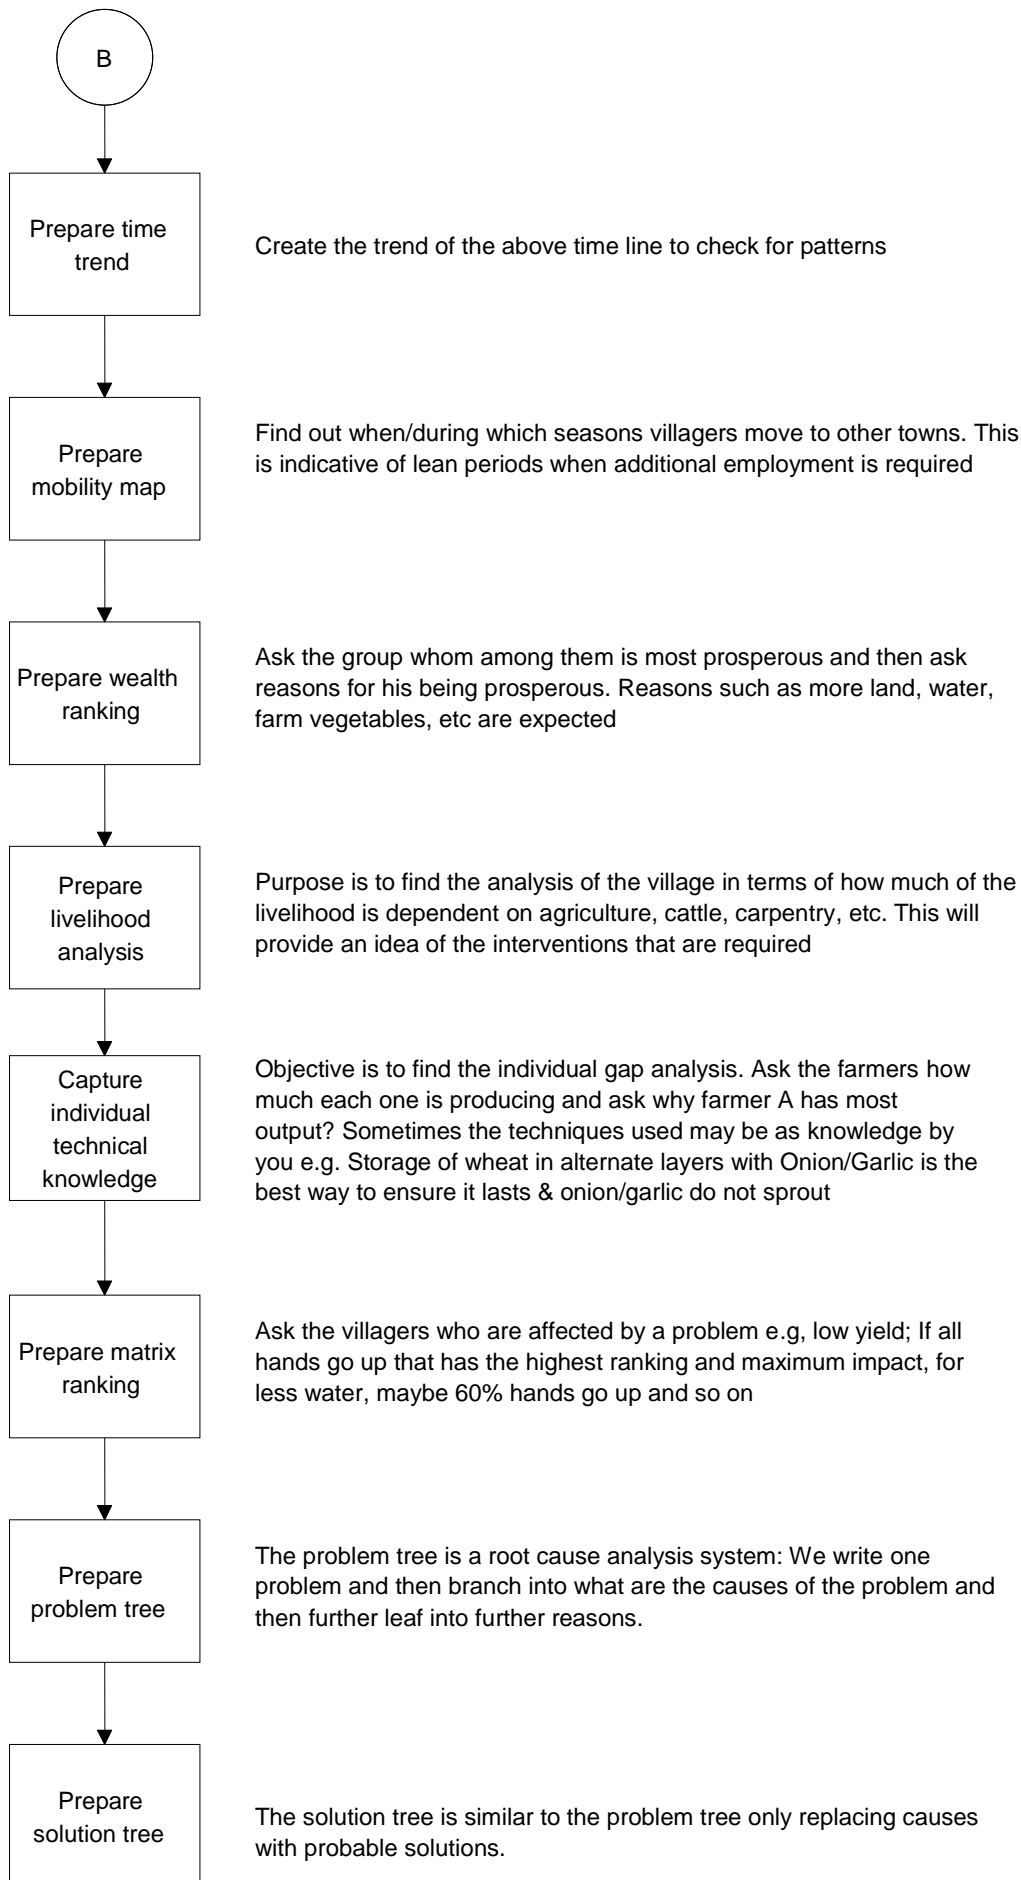 B
Prepare time
trend
Create the trend of the above time line to check for patterns
Prepare
mobility map
Find out when/during which seasons villagers move to other towns. This
is indicative of lean periods when additional employment is required
Prepare wealth
ranking
Ask the group whom among them is most prosperous and then ask
reasons for his being prosperous. Reasons such as more land, water,
farm vegetables, etc are expected
Prepare
livelihood
analysis
Purpose is to find the analysis of the village in terms of how much of the
livelihood is dependent on agriculture, cattle, carpentry, etc. This will
provide an idea of the interventions that are required
Capture
individual
technical
knowledge
Objective is to find the individual gap analysis. Ask the farmers how
much each one is producing and ask why farmer A has most
output? Sometimes the techniques used may be as knowledge by
you e.g. Storage of wheat in alternate layers with Onion/Garlic is the
best way to ensure it lasts & onion/garlic do not sprout
Prepare matrix
ranking
Ask the villagers who are affected by a problem e.g, low yield; If all
hands go up that has the highest ranking and maximum impact, for
less water, maybe 60% hands go up and so on
Prepare
problem tree
The problem tree is a root cause analysis system: We write one
problem and then branch into what are the causes of the problem and
then further leaf into further reasons.
Prepare
solution tree
The solution tree is similar to the problem tree only replacing causes
with probable solutions.